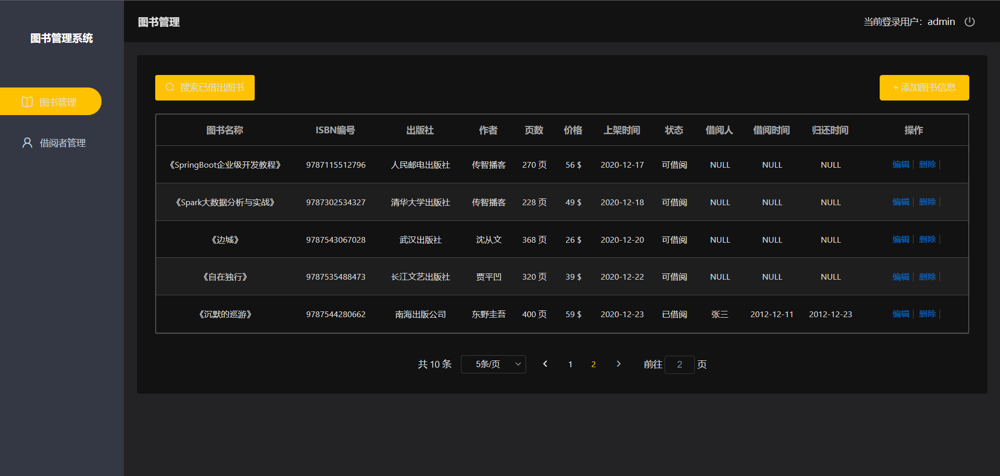 图书管理系统
图书管理
借阅者管理
图书管理
当前登录用户：admin
搜索已借出图书
+ 添加图书信息
图书名称 ISBN编号 出版社 作者 页数 价格 上架时间 状态 借阅人 借阅时间 归还时间 操作
《SpringBoot企业级开发教程》 9787115512796 人民邮电出版社 传智播客 270 页 56 $ 2020-12-17 可借阅 NULL NULL NULL 编辑 删除
《Spark大数据分析与实战》 9787302534327 清华大学出版社 传智播客 228 页 49 $ 2020-12-18 可借阅 NULL NULL NULL 编辑 删除
《边城》 9787543067028 武汉出版社 沈从文 368 页 26 $ 2020-12-20 可借阅 NULL NULL NULL 编辑 删除
《自在独行》 9787535488473 长江文艺出版社 贾平凹 320 页 39 $ 2020-12-22 可借阅 NULL NULL NULL 编辑 删除
《沉默的巡游》 9787544280662 南海出版公司 东野圭吾 400 页 59 $ 2020-12-23 已借阅 张三 2012-12-11 2012-12-23 编辑 删除
共 10 条 5条/页 1 2 前往 2 页